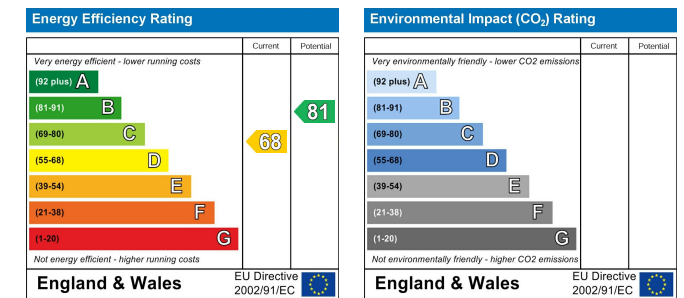 Energy Efficiency Rating
Current Potential
Very energy efficient - lower running costs
(92 plus) A
(81-91) B
(69-80) C
(55-68) D
(39-54) E
(21-38) F
(1-20) G
68
81
Not energy efficient - higher running costs
England & Wales
EU Directive
2002/91/EC
Environmental Impact (CO2) Rating
Current Potential
Very environmentally friendly - lower CO2 emissions
(92 plus) A
(81-91) B
(69-80) C
(55-68) D
(39-54) E
(21-38) F
(1-20) G
Not environmentally friendly - higher CO2 emissions
England & Wales
EU Directive
2002/91/EC